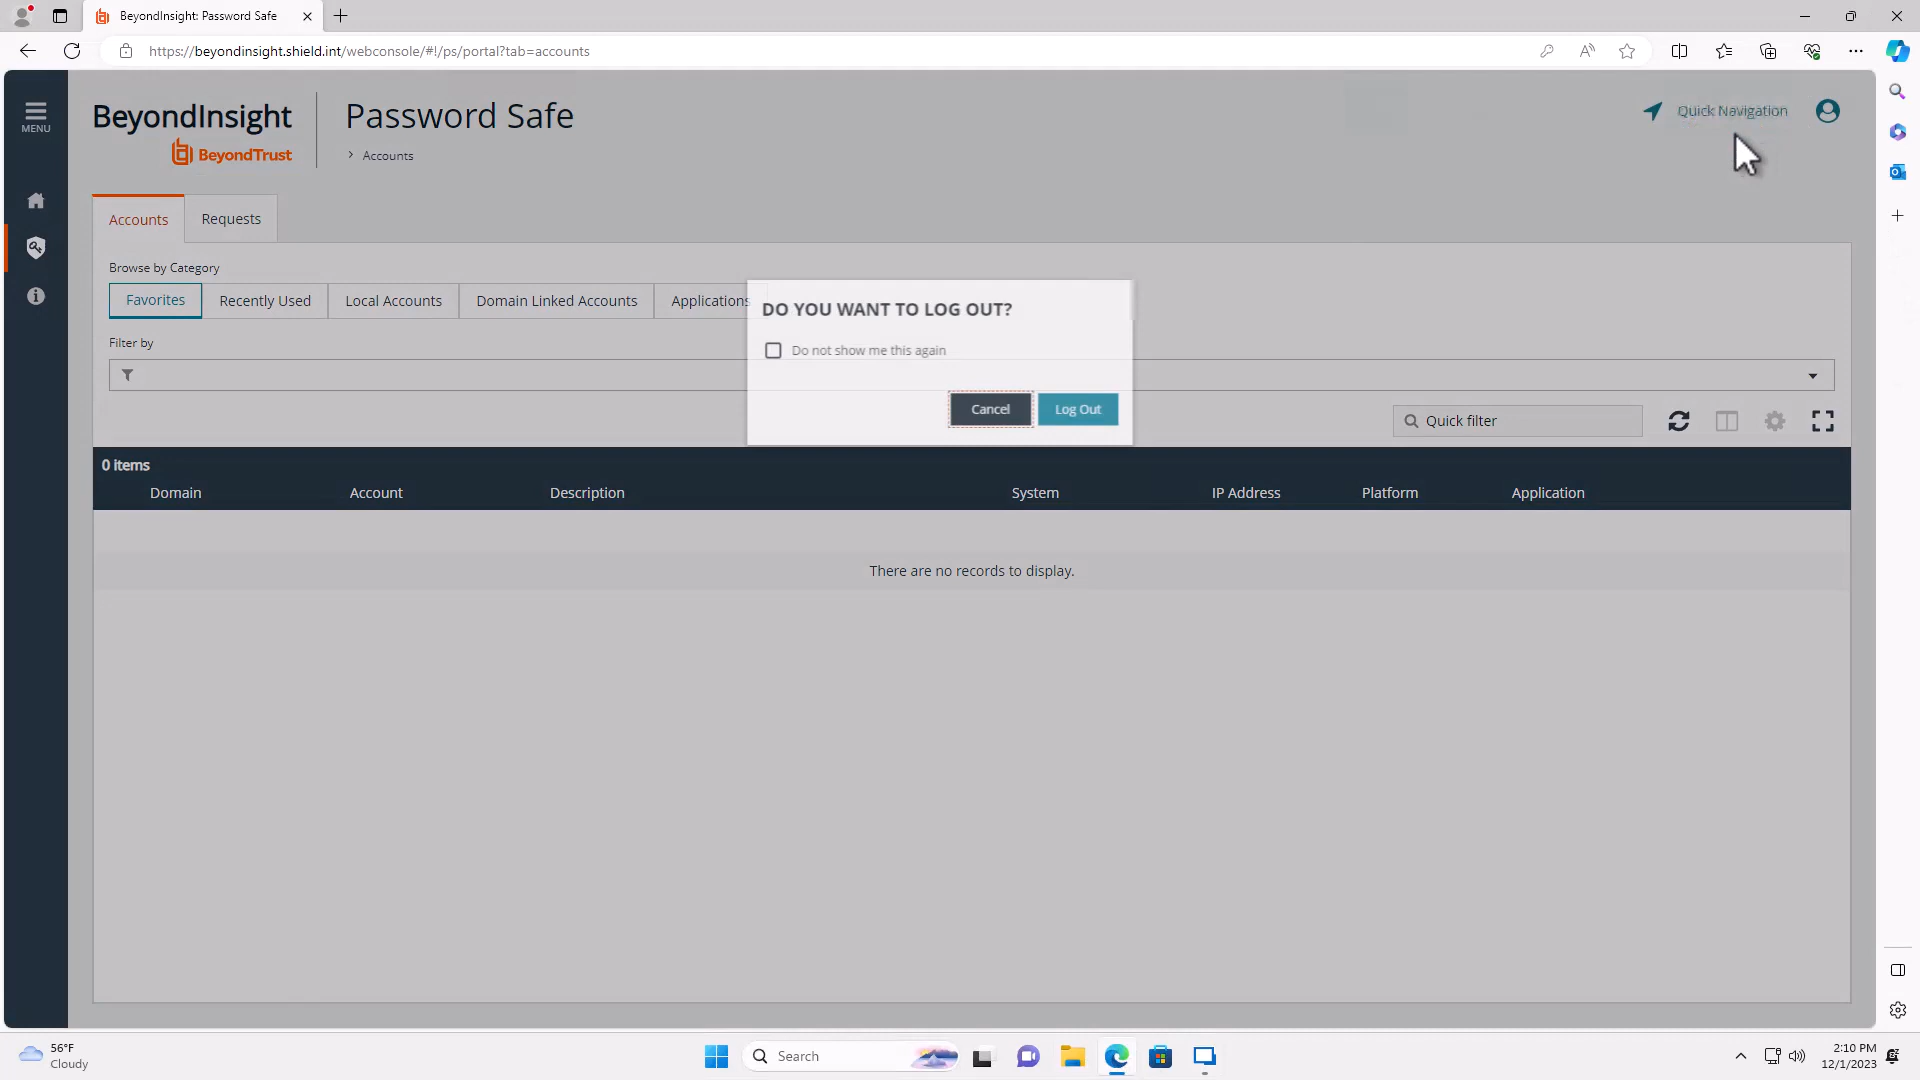 BeyondInsight: Password Safe
https://beyondinsight.shield.int/webconsole/#!/ps/portal?tab=accounts
MENU
BeyondInsight
BeyondTrust
Password Safe
Accounts
Quick Navigation
Accounts
Requests
Browse by Category
Favorites
Recently Used
Local Accounts
Domain Linked Accounts
Applications
Filter by
DO YOU WANT TO LOG OUT?
Do not show me this again
Cancel
Log Out
Quick filter
0 items
Domain
Account
Description
System
IP Address
Platform
Application
There are no records to display.
56°F
Cloudy
Search
2:10 PM
12/1/2023